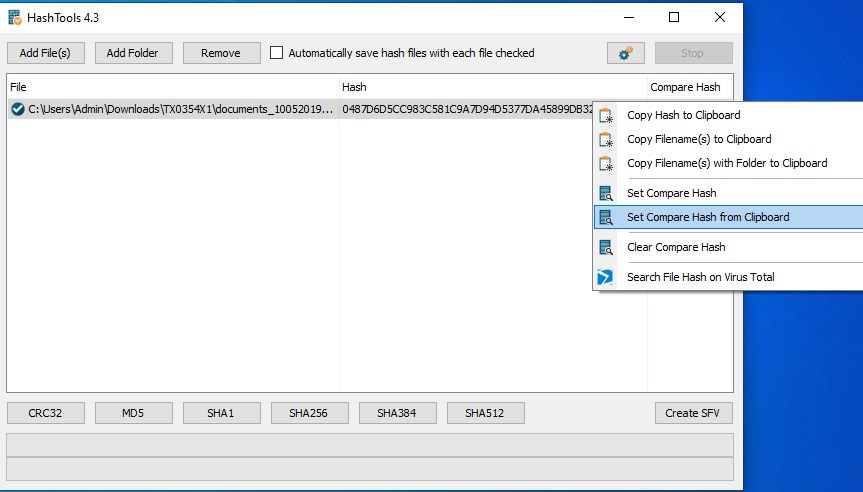 HashTools 4.3
Add File(s) Add Folder Remove Automatically save hash files with each file checked Stop
File Hash Compare Hash
C:\Users\Admin\Downloads\TX0354X1\documents_10052019... 0487D6D5CC983C581C9A7D94D5377DA45899DB32
Copy Hash to Clipboard
Copy Filename(s) to Clipboard
Copy Filename(s) with Folder to Clipboard
Set Compare Hash
Set Compare Hash from Clipboard
Clear Compare Hash
Search File Hash on Virus Total
CRC32 MD5 SHA1 SHA256 SHA384 SHA512 Create SFV